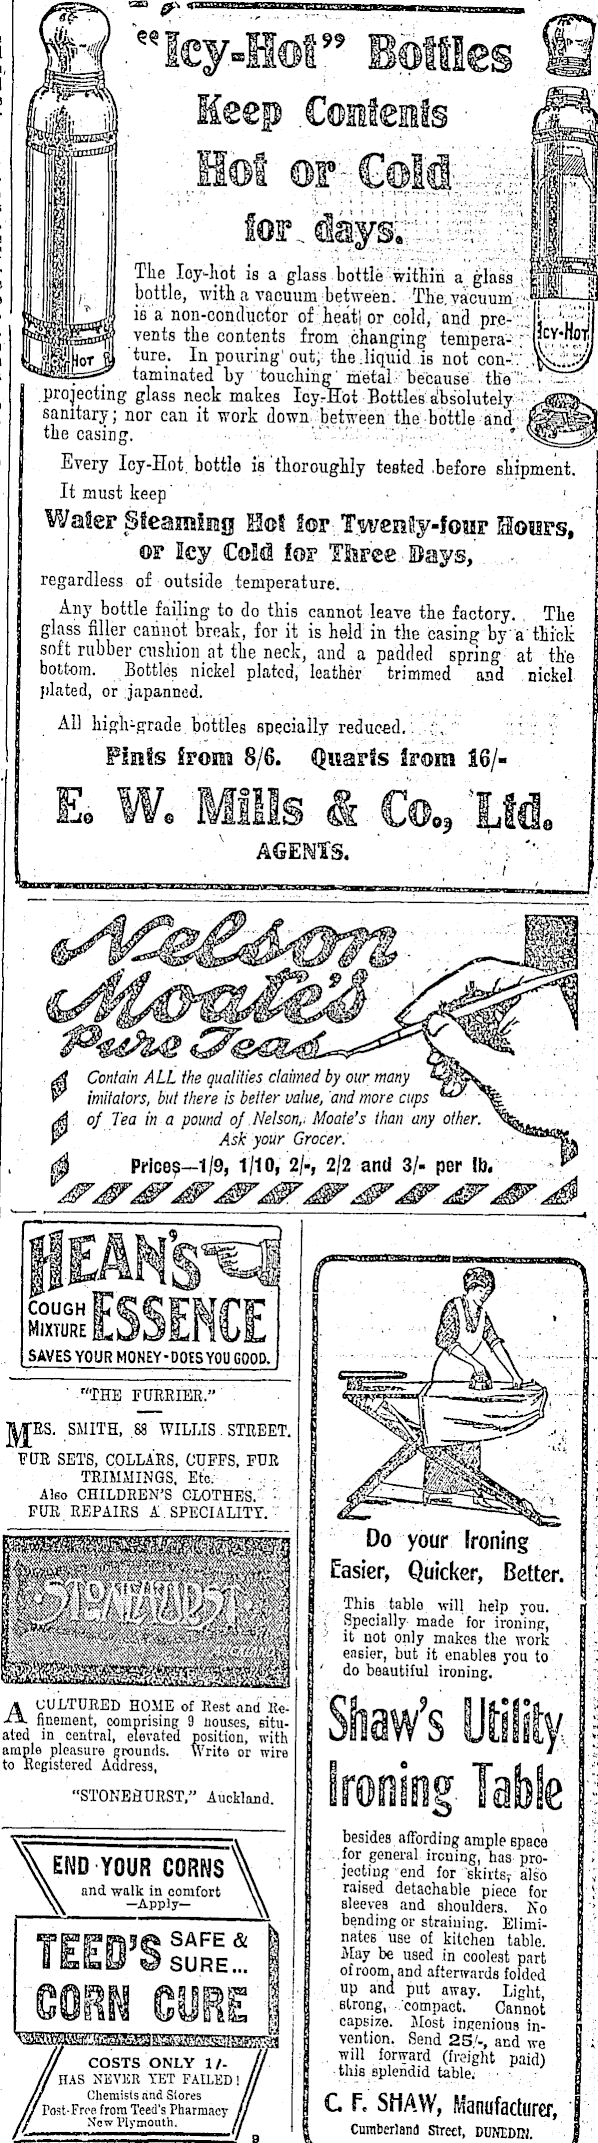 "Icy-Hot" Bottles
Keep Contents
Hot or Cold
for days.
The Icy-hot is a glass bottle within a glass
bottle, with a vacuum between. The vacuum
is a non-conductor of heat or cold, and pre-
vents the contents from changing tempera-
ture. In pouring out, the liquid is not con-
taminated by touching metal because the
projecting glass neck makes Icy-Hot Bottles absolutely
sanitary; nor can it work down between the bottle and
the casing.
HOT
ICY-HOT
Every Icy-Hot bottle is thoroughly tested before shipment.
It must keep
Water Steaming Hot for Twenty-four Hours,
or Icy Cold for Three Days,
regardless of outside temperature.
Any bottle failing to do this cannot leave the factory. The
glass filler cannot break, for it is held in the casing by a thick
soft rubber cushion at the neck, and a padded spring at the
bottom. Bottles nickel plated, leather trimmed and nickel
plated, or japanned.
All high-grade bottles specially reduced.
Pints from 8/6. Quarts from 16/-
E. W. Mills & Co., Ltd.
AGENTS.
Nelson
Moate's
Pure Teas
Contain ALL the qualities claimed by our many
imitators, but there is better value, and more cups
of Tea in a pound of Nelson, Moate's than any other.
Ask your Grocer.
Prices—1/9, 1/10, 2/-, 2/2 and 3/- per lb.
HEAN'S
COUGH
MIXTURE
ESSENCE
SAVES YOUR MONEY-DOES YOU GOOD.
"THE FURRIER."
MRS. SMITH, 88 WILLIS STREET.
FUR SETS, COLLARS, CUFFS, FUR
TRIMMINGS, Etc.
Also CHILDREN'S CLOTHES.
FUR REPAIRS A SPECIALITY.
STONEHURST
AUCKLAND
A CULTURED HOME of Rest and Re-
finement, comprising 9 houses, situ-
ated in central, elevated position, with
ample pleasure grounds. Write or wire
to Registered Address,
"STONEHURST," Auckland.
END YOUR CORNS
and walk in comfort
—Apply—
TEED'S SAFE &
SURE...
CORN CURE
COSTS ONLY 1/-
HAS NEVER YET FAILED!
Chemists and Stores
Post-Free from Teed's Pharmacy
New Plymouth.
9
Do your Ironing
Easier, Quicker, Better.
This table will help you.
Specially made for ironing,
it not only makes the work
easier, but it enables you to
do beautiful ironing.
Shaw's Utility
Ironing Table
besides affording ample space
for general ironing, has pro-
jecting end for skirts, also
raised detachable piece for
sleeves and shoulders. No
bending or straining. Elimi-
nates use of kitchen table.
May be used in coolest part
of room, and afterwards folded
up and put away. Light,
strong, compact. Cannot
capsize. Most ingenious in-
vention. Send 25/-, and we
will forward (freight paid)
this splendid table.
C. F. SHAW, Manufacturer,
Cumberland Street, DUNEDIN.